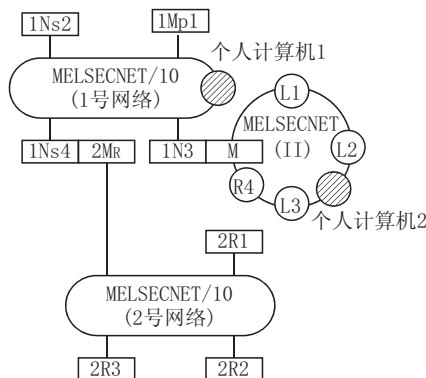 1Ns2
1Mp1
个人计算机1
MELSECNET/10
(1号网络)
L1
MELSECNET
(II)
L2
1Ns4
2MR
1N3
M
R4
L3
个人计算机2
2R1
MELSECNET/10
(2号网络)
2R3
2R2